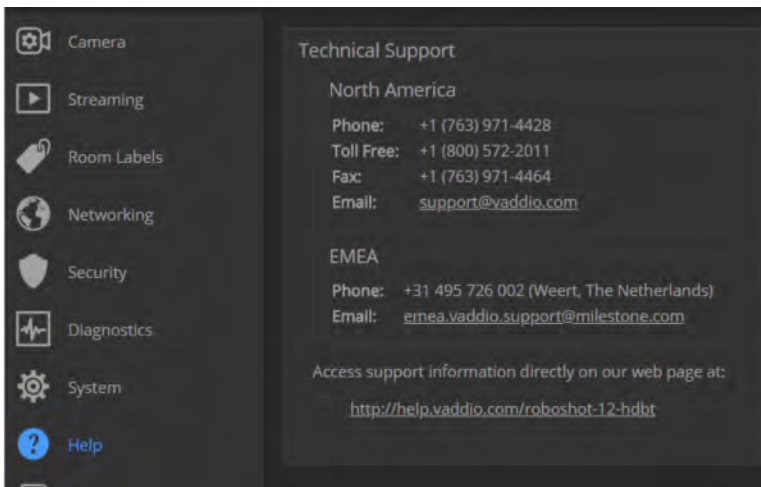 Camera
Streaming
Room Labels
Networking
Security
Diagnostics
System
Help
Technical Support
North America
Phone: +1 (763) 971-4428
Toll Free: +1 (800) 572-2011
Fax: +1 (763) 971-4464
Email: support@vaddio.com
EMEA
Phone: +31 495 726 002 (Weert, The Netherlands)
Email: emea.vaddio.support@milestone.com
Access support information directly on our web page at:
http://help.vaddio.com/roboshot-12-hdbt